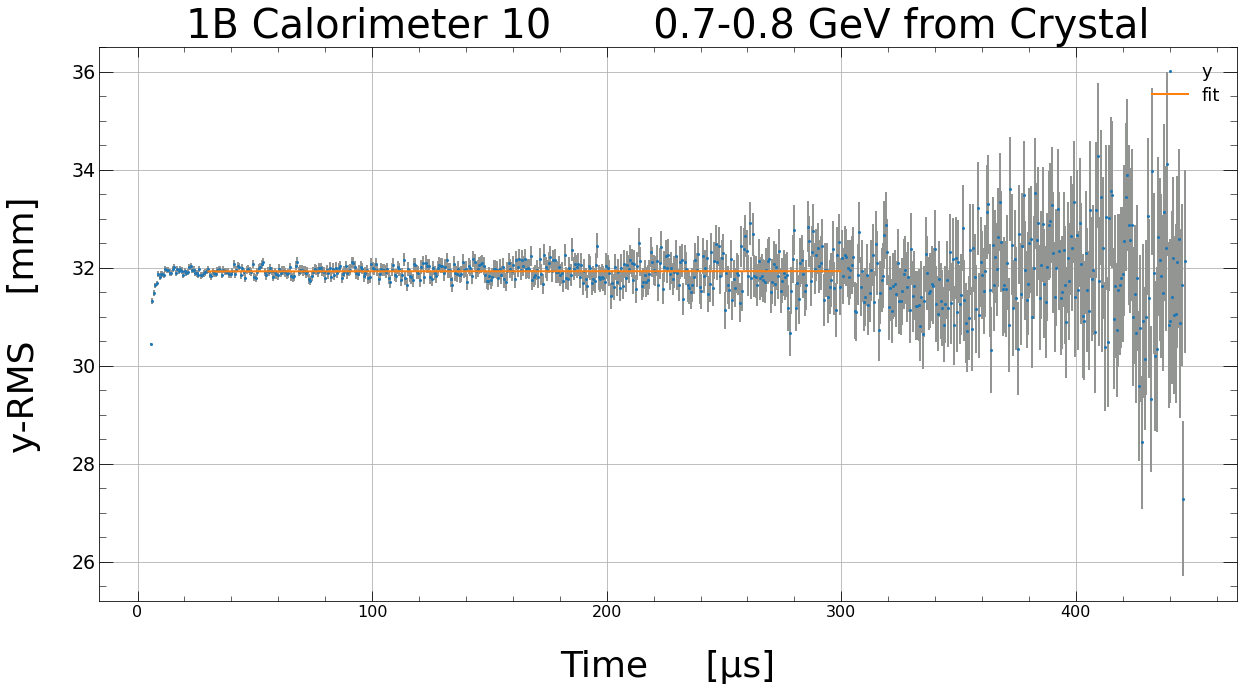 1B Calorimeter 10 0.7-0.8 GeV from Crystal
y
fit
36
34
32
30
28
26
y-RMS [mm]
0 100 200 300 400
Time [μs]